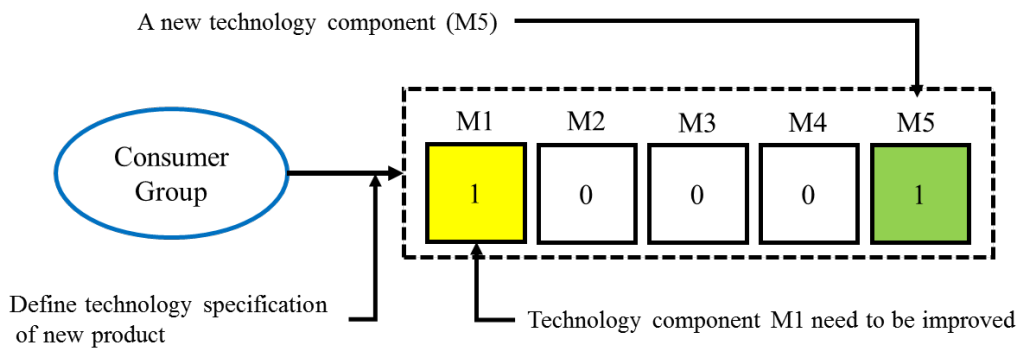 A new technology component (M5)
M1 M2 M3 M4 M5
Consumer
Group
1 0 0 0 1
Define technology specification
of new product
Technology component M1 need to be improved